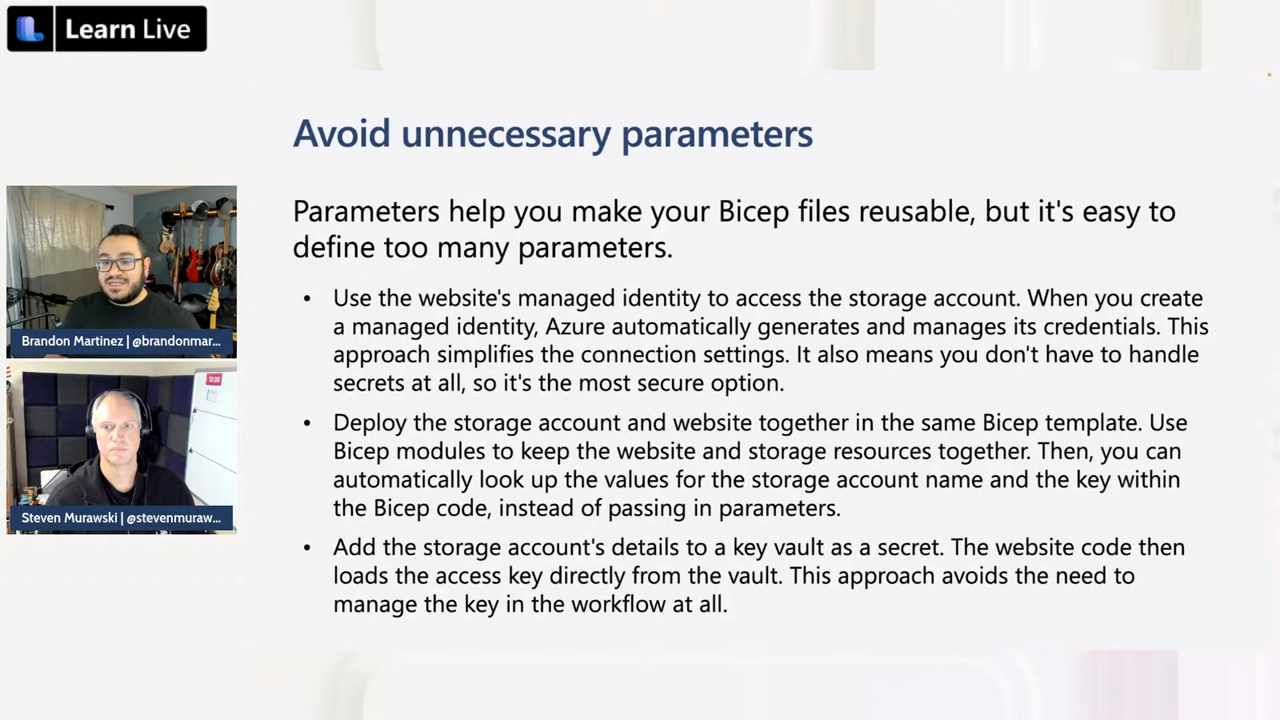 Learn Live
Avoid unnecessary parameters
Parameters help you make your Bicep files reusable, but it's easy to
define too many parameters.
• Use the website's managed identity to access the storage account. When you create
a managed identity, Azure automatically generates and manages its credentials. This
approach simplifies the connection settings. It also means you don't have to handle
secrets at all, so it's the most secure option.
• Deploy the storage account and website together in the same Bicep template. Use
Bicep modules to keep the website and storage resources together. Then, you can
automatically look up the values for the storage account name and the key within
the Bicep code, instead of passing in parameters.
• Add the storage account's details to a key vault as a secret. The website code then
loads the access key directly from the vault. This approach avoids the need to
manage the key in the workflow at all.
Brandon Martinez | @brandonmar...
10:00
Steven Murawski | @stevenmuraw...